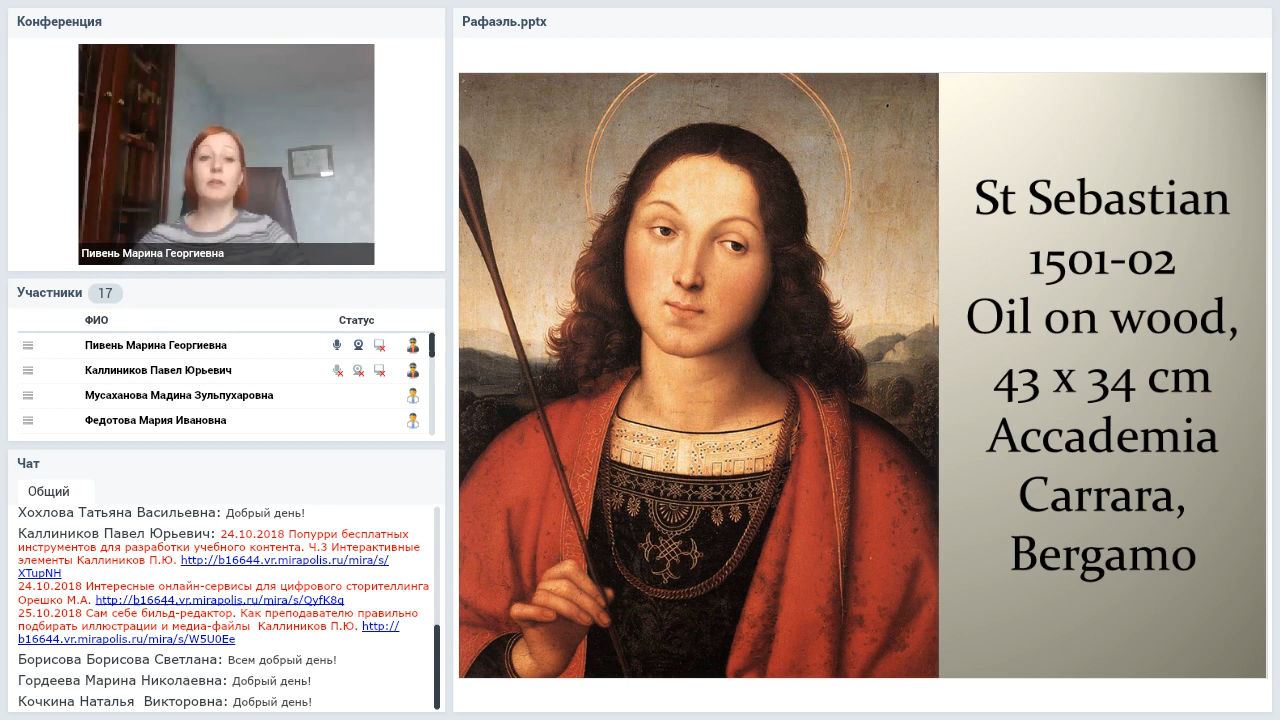 Конференция
Пивень Марина Георгиевна
Участники 17
ФИО Статус
Пивень Марина Георгиевна
Каллиников Павел Юрьевич
Мусаханова Мадина Зульпухаровна
Федотова Мария Ивановна
Чат
Общий
Хохлова Татьяна Васильевна: Добрый день!
Каллиников Павел Юрьевич: 24.10.2018 Попурри бесплатных
инструментов для разработки учебного контента. Ч.3 Интерактивные
элементы Каллиников П.Ю. http://b16644.vr.mirapolis.ru/mira/s/
XTupNH
24.10.2018 Интересные онлайн-сервисы для цифрового сторителлинга
Орешко М.А. http://b16644.vr.mirapolis.ru/mira/s/QyfK8q
25.10.2018 Сам себе бильд-редактор. Как преподавателю правильно
подбирать иллюстрации и медиа-файлы Каллиников П.Ю. http://
b16644.vr.mirapolis.ru/mira/s/W5U0Ee
Борисова Борисова Светлана: Всем добрый день!
Гордеева Марина Николаевна: Добрый день!
Кочкина Наталья Викторовна: Добрый день!
Рафаэль.pptx
St Sebastian
1501-02
Oil on wood,
43 x 34 cm
Accademia
Carrara,
Bergamo